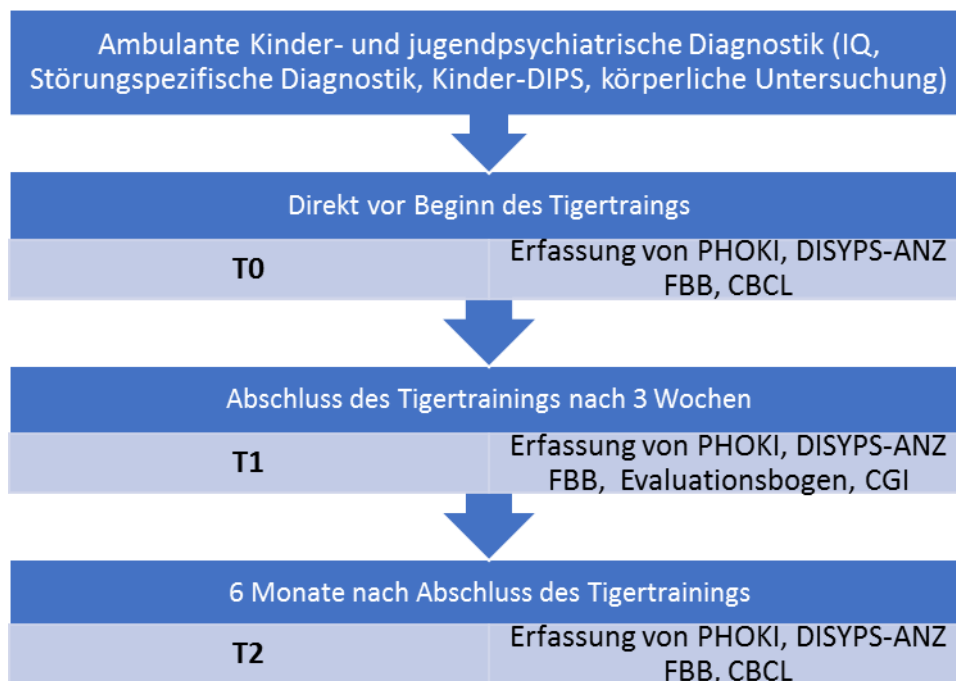 Ambulante Kinder- und jugendpsychiatrische Diagnostik (IQ,
Störungspezifische Diagnostik, Kinder-DIPS, körperliche Untersuchung)
Direkt vor Beginn des Tigertraings
T0
Erfassung von PHOKI, DISYPS-ANZ
FBB, CBCL
Abschluss des Tigertrainings nach 3 Wochen
T1
Erfassung von PHOKI, DISYPS-ANZ
FBB, Evaluationsbogen, CGI
6 Monate nach Abschluss des Tigertrainings
T2
Erfassung von PHOKI, DISYPS-ANZ
FBB, CBCL